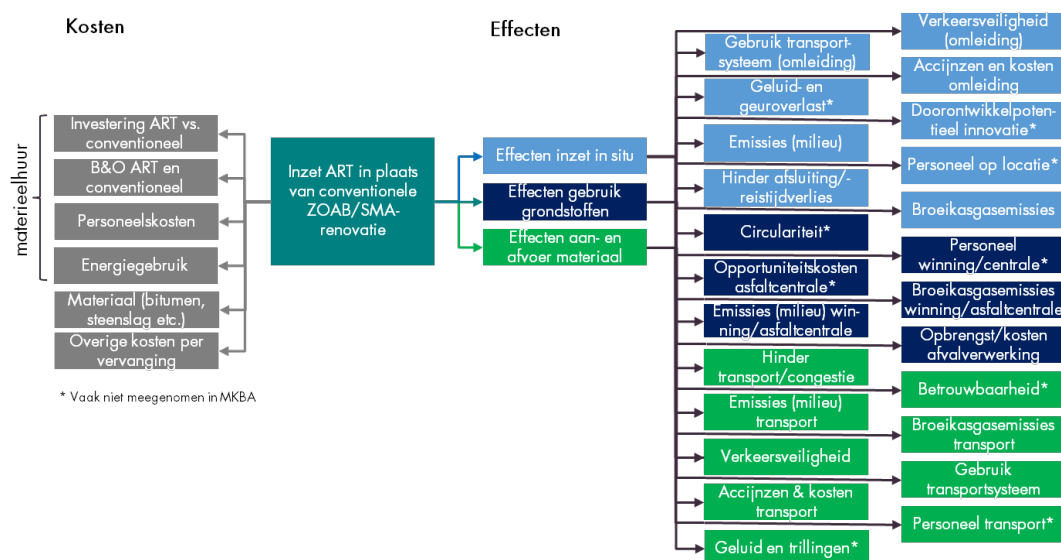 Kosten
materieelhuur
Investering ART vs.
conventioneel
B&O ART en
conventioneel
Personeelskosten
Energiegebruik
Materiaal (bitumen,
steenslag etc.)
Overige kosten per
vervanging
* Vaak niet meegenomen in MKBA
Inzet ART in plaats
van conventionele
ZOAB/SMA-
renovatie
Effecten
Effecten inzet in situ
Effecten gebruik
grondstoffen
Effecten aan- en
afvoer materiaal
Gebruik transport-
systeem (omleiding)
Geluid- en
geuroverlast*
Emissies (milieu)
Hinder afsluiting/-
reistijdverlies
Circulariteit*
Opportuniteitskosten
asfaltcentrale*
Emissies (milieu) win-
ning/asfaltcentrale
Hinder
transport/congestie
Emissies (milieu)
transport
Verkeersveiligheid
Accijnzen & kosten
transport
Geluid en trillingen*
Verkeersveiligheid
(omleiding)
Accijnzen en kosten
omleiding
Doorontwikkelpoten-
tieel innovatie*
Personeel op locatie*
Broeikasgasemissies
Personeel
winning/centrale*
Broeikasgasemissies
winning/asfaltcentrale
Opbrengst/kosten
afvalverwerking
Betrouwbaarheid*
Broeikasgasemissies
transport
Gebruik
transportsysteem
Personeel transport*